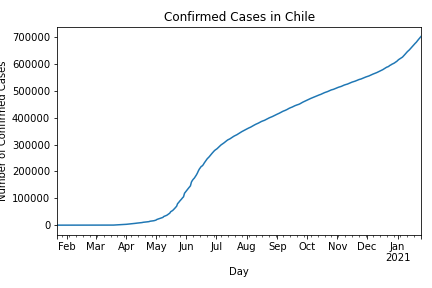 Confirmed Cases in Chile
Number of Confirmed Cases
700000
600000
500000
400000
300000
200000
100000
0
Feb Mar Apr May Jun Jul Aug Sep Oct Nov Dec Jan
2021
Day